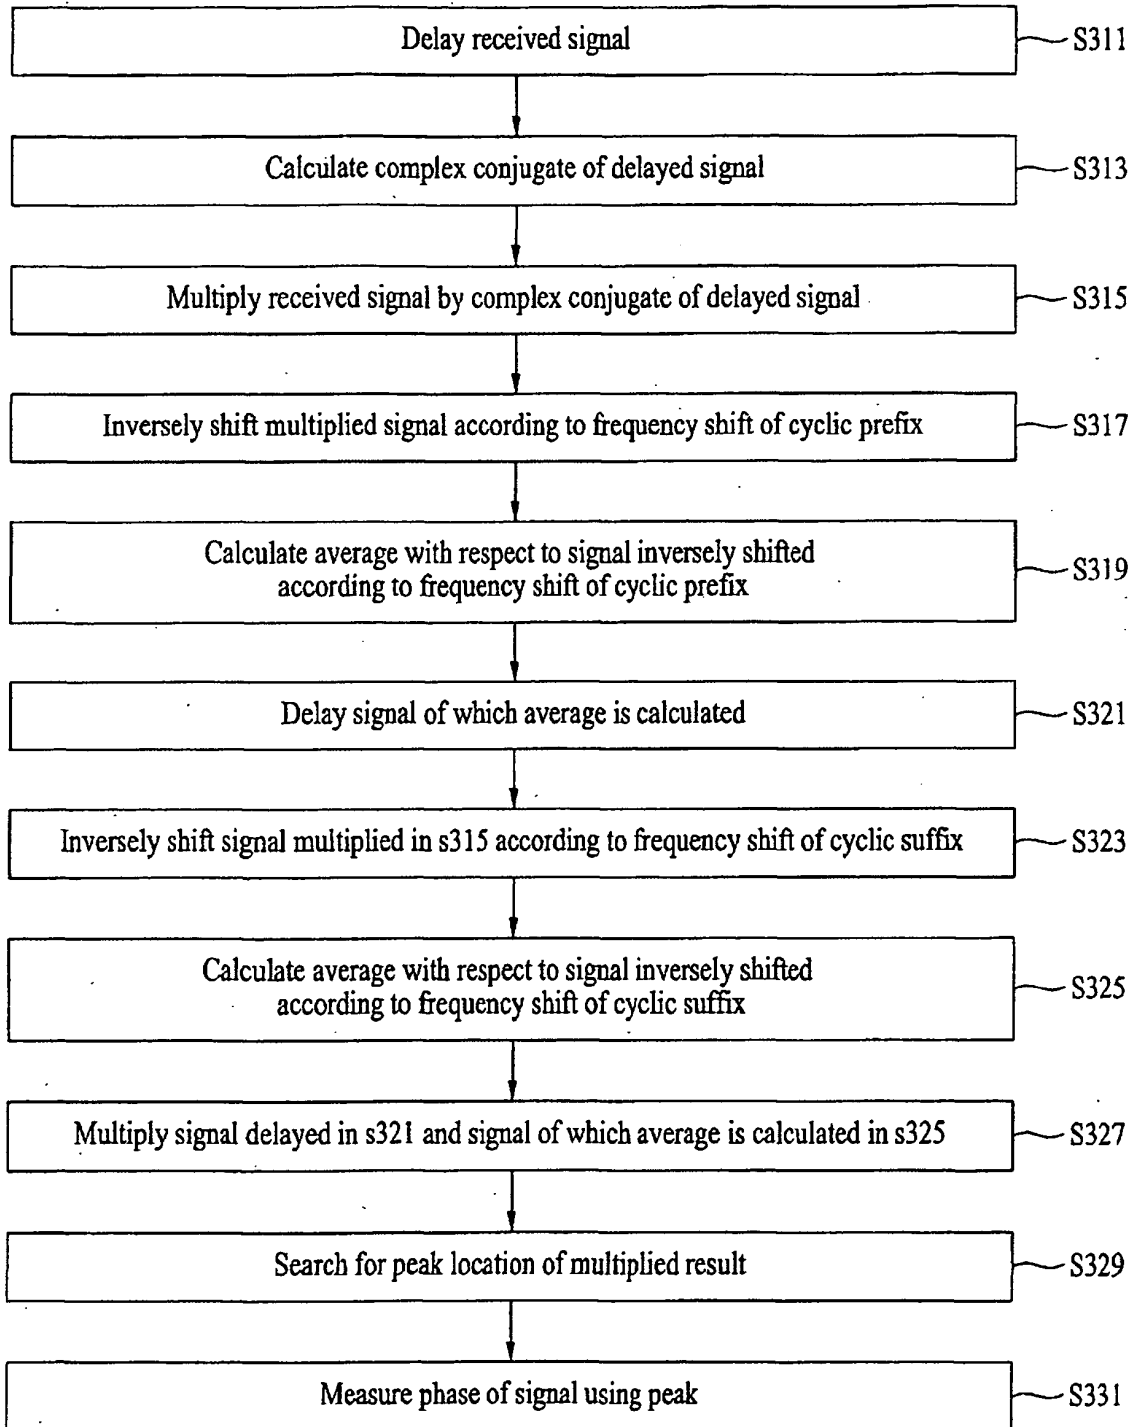 Delay received signal
S311
Calculate complex conjugate of delayed signal
S313
Multiply received signal by complex conjugate of delayed signal
S315
Inversely shift multiplied signal according to frequency shift of cyclic prefix
S317
Calculate average with respect to signal inversely shifted
according to frequency shift of cyclic prefix
S319
Delay signal of which average is calculated
S321
Inversely shift signal multiplied in s315 according to frequency shift of cyclic suffix
S323
Calculate average with respect to signal inversely shifted
according to frequency shift of cyclic suffix
S325
Multiply signal delayed in s321 and signal of which average is calculated in s325
S327
Search for peak location of multiplied result
S329
Measure phase of signal using peak
S331